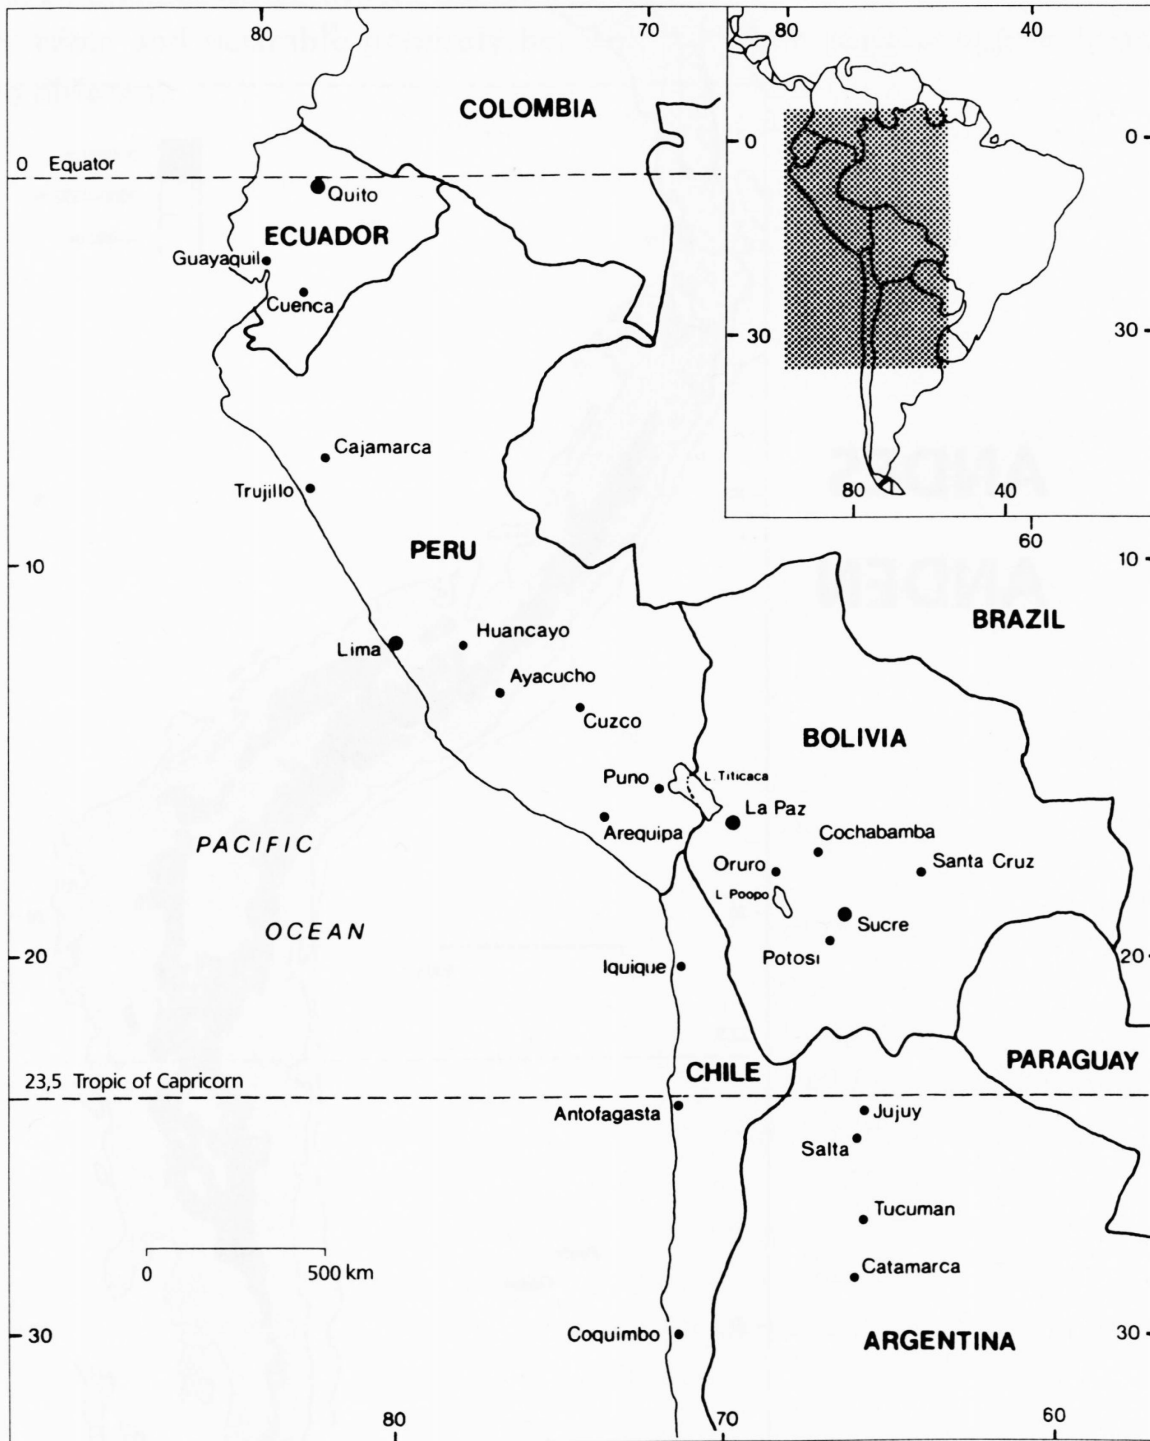 80
70
80
40
COLOMBIA
0
0
0 Equator
Quito
ECUADOR
Guayaquil
Cuenca
30
30
Cajamarca
Trujillo
80
40
60
PERU
10
10
BRAZIL
Huancayo
Lima
Ayacucho
Cuzco
BOLIVIA
Puno
L. Titicaca
La Paz
Arequipa
PACIFIC
Cochabamba
Oruro
Santa Cruz
L. Poopo
Sucre
OCEAN
Potosi
20
20
Iquique
PARAGUAY
CHILE
23,5 Tropic of Capricorn
Antofagasta
Jujuy
Salta
Tucuman
Catamarca
0
500 km
Coquimbo
30
30
ARGENTINA
80
70
60